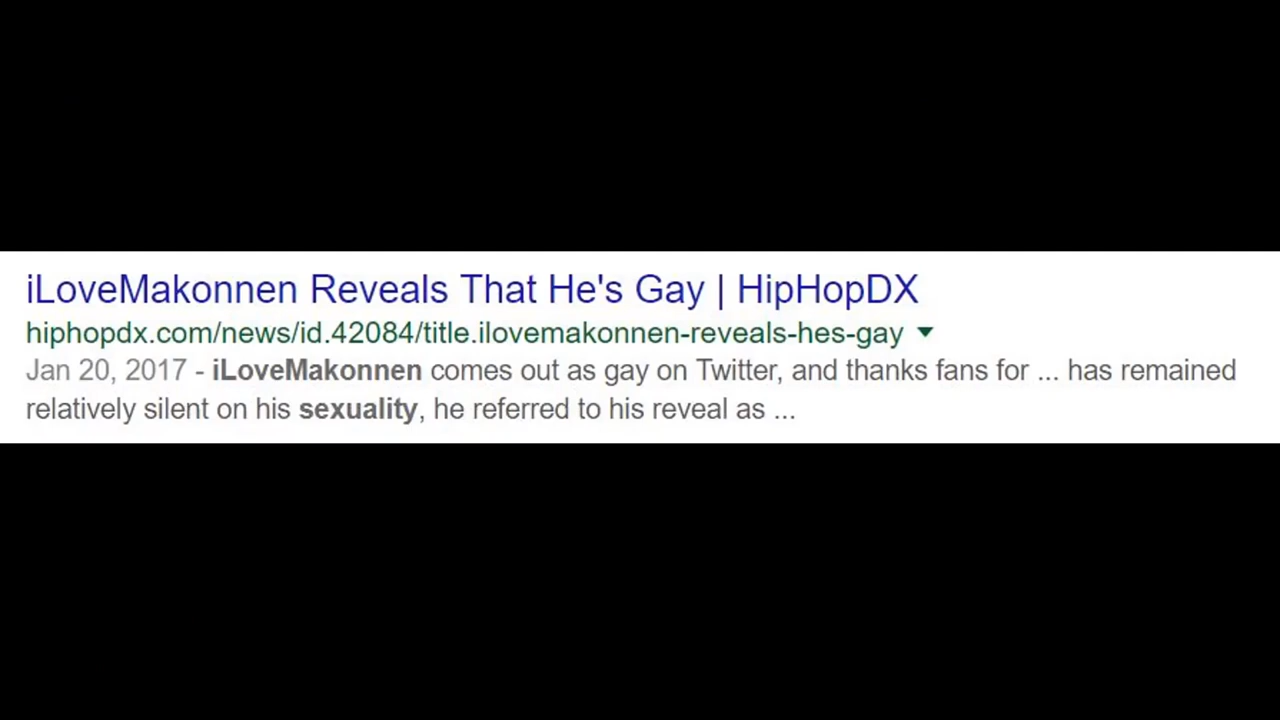 iLoveMakonnen Reveals That He's Gay | HipHopDX
hiphopdx.com/news/id.42084/title.ilovemakonnen-reveals-hes-gay
Jan 20, 2017 - iLoveMakonnen comes out as gay on Twitter, and thanks fans for ... has remained
relatively silent on his sexuality, he referred to his reveal as ...